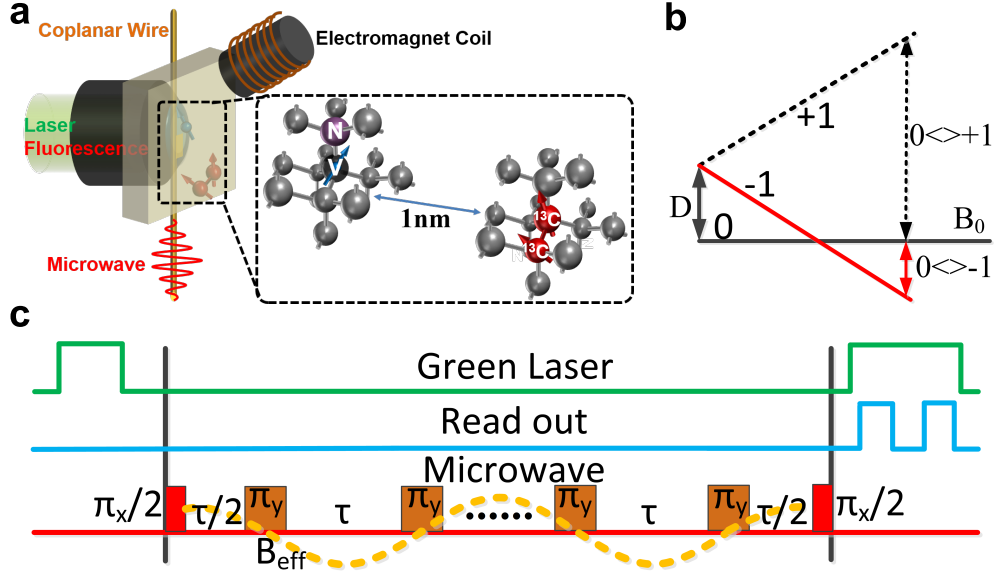 a
Coplanar Wire
Electromagnet Coil
Laser
Fluorescence
Microwave
N
V
1nm
13C
13C
b
+1
-1
D
0
B0
0<>+1
0<>-1
c
Green Laser
Read out
Microwave
πx/2
τ/2
πy
τ
πy
......
πy
τ
πy
τ/2
πx/2
Beff